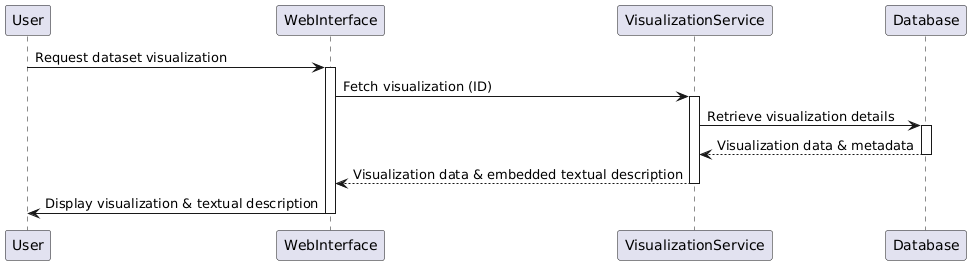 User WebInterface VisualizationService Database
Request dataset visualization
Fetch visualization (ID)
Retrieve visualization details
Visualization data & metadata
Visualization data & embedded textual description
Display visualization & textual description
User WebInterface VisualizationService Database